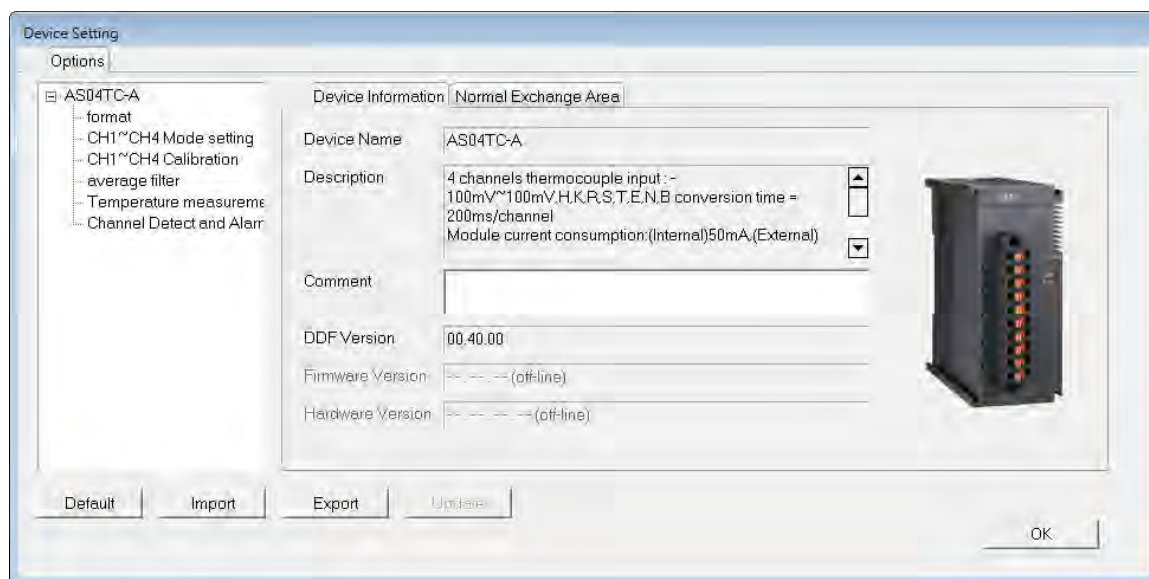 Device Setting
Options
AS04TC-A
format
CH1~CH4 Mode setting
CH1~CH4 Calibration
average filter
Temperature measureme
Channel Detect and Alarr
Device Information Normal Exchange Area
Device Name AS04TC-A
Description 4 channels thermocouple input : -
100mV~100mV,H,K,R,S,T,E,N,B conversion time =
200ms/channel
Module current consumption:(Internal)50mA,(External)
Comment
DDF Version 00.40.00
Firmware Version --.--.--(off-line)
Hardware Version --.--.--.--(off-line)
Default Import Export Update
OK